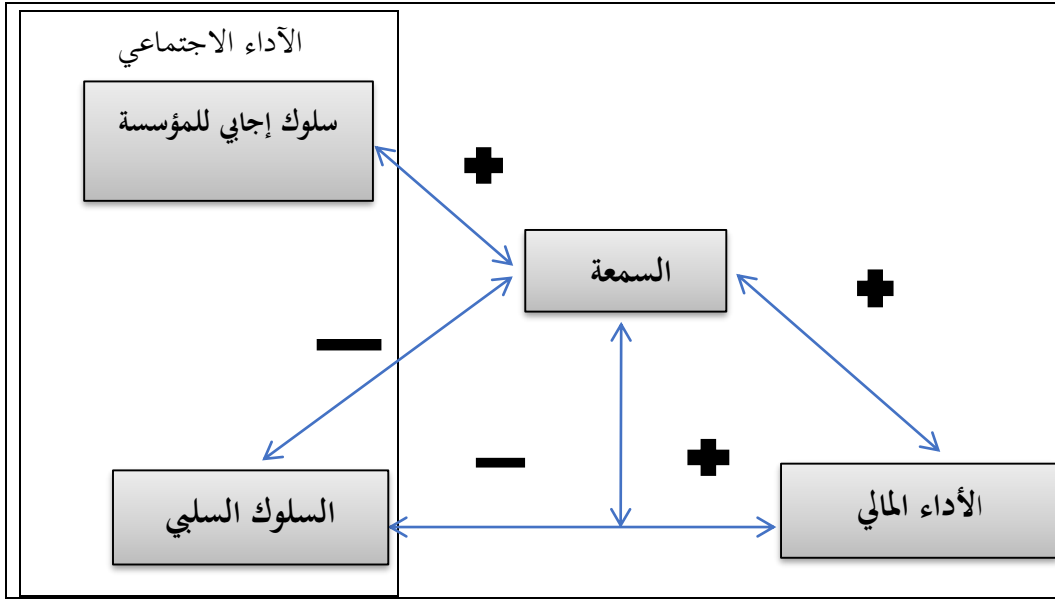 الآداء الاجتماعي
سلوك إجابي للمؤسسة
+
السمعة
+
—
— +
السلوك السلبي
الأداء المالي